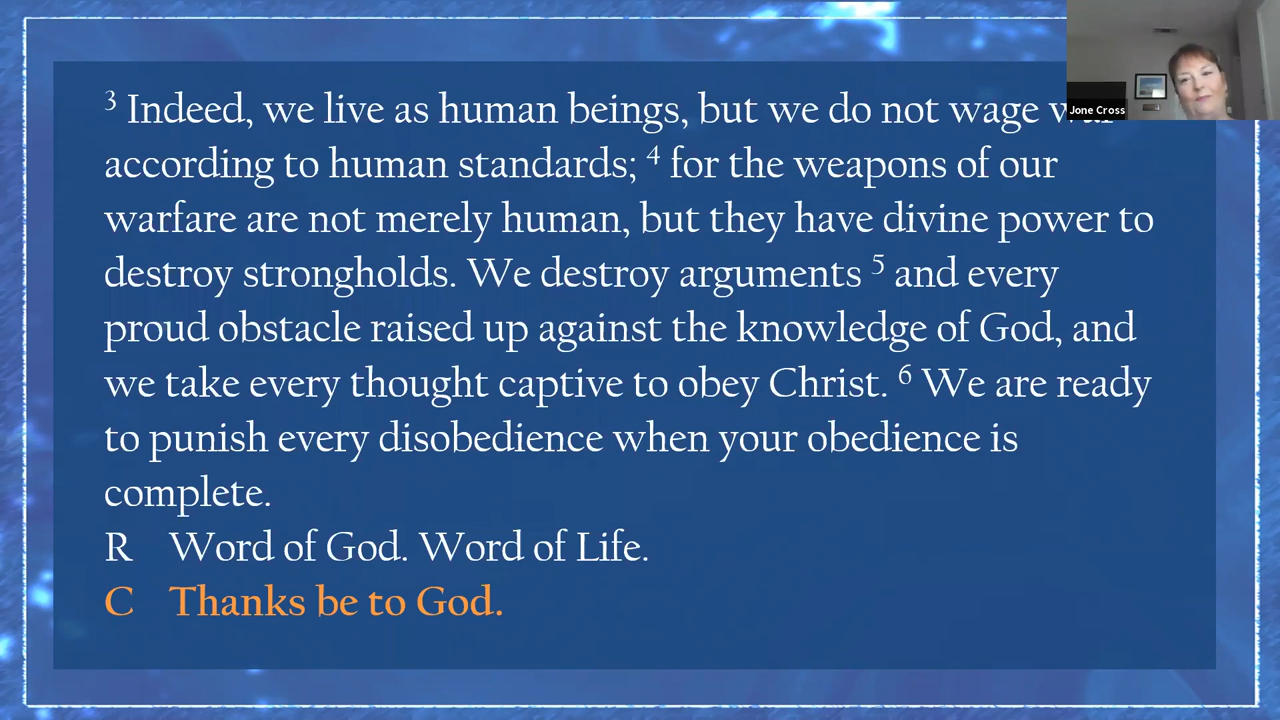 3 Indeed, we live as human beings, but we do not wage
according to human standards; 4 for the weapons of our
warfare are not merely human, but they have divine power to
destroy strongholds. We destroy arguments 5 and every
proud obstacle raised up against the knowledge of God, and
we take every thought captive to obey Christ. 6 We are ready
to punish every disobedience when your obedience is
complete.
R Word of God. Word of Life.
C Thanks be to God.
Jone Cross